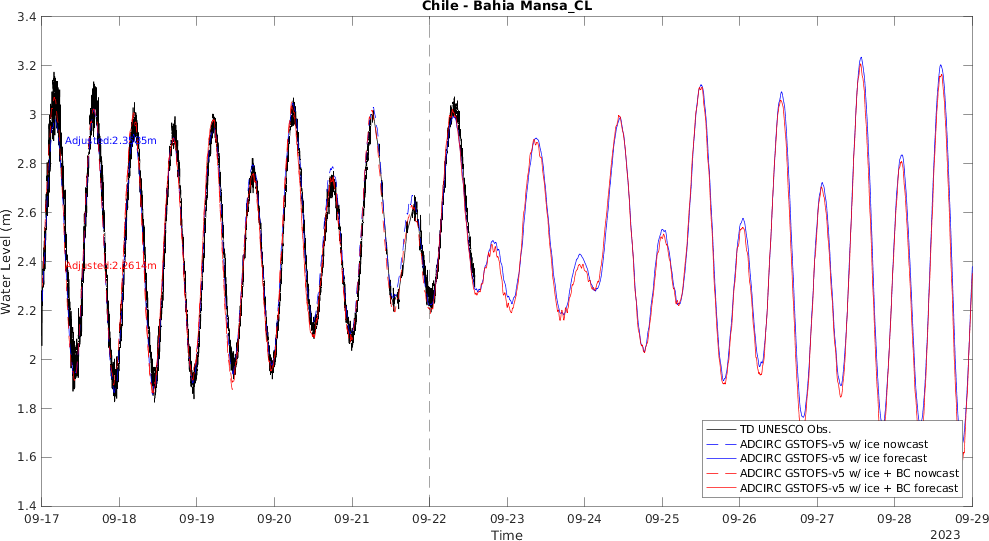 Chile - Bahia Mansa_CL
3.4
3.2
3
2.8
2.6
2.4
2.2
2
1.8
1.6
1.4
Water Level (m)
Adjusted:2.2614m
TD UNESCO Obs.
ADCIRC GSTOFS-v5 w/ ice nowcast
ADCIRC GSTOFS-v5 w/ ice forecast
ADCIRC GSTOFS-v5 w/ ice + BC nowcast
ADCIRC GSTOFS-v5 w/ ice + BC forecast
09-17 09-18 09-19 09-20 09-21 09-22 09-23 09-24 09-25 09-26 09-27 09-28 09-29
Time
2023